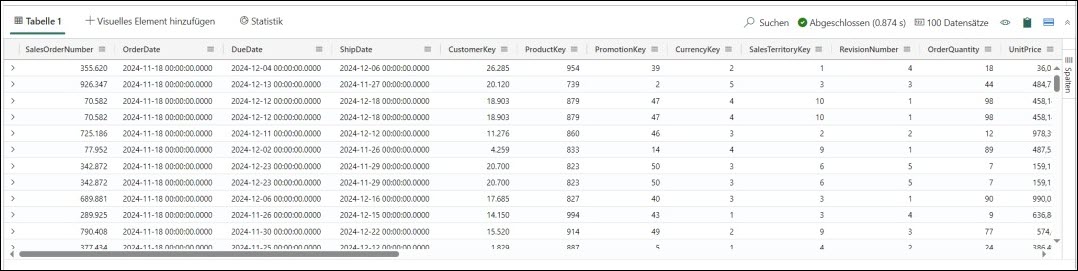 Tabelle 1 Visuelles Element hinzufügen Statistik Suchen Abgeschlossen (0.874 s) 100 Datensätze
SalesOrderNumber OrderDate DueDate ShipDate CustomerKey ProductKey PromotionKey CurrencyKey SalesTerritoryKey RevisionNumber OrderQuantity UnitPrice
355.620 2024-11-18 00:00:00.0000 2024-12-04 00:00:00.0000 2024-12-06 00:00:00.0000 26.285 954 39 2 1 4 18 36,0
926.347 2024-11-18 00:00:00.0000 2024-12-13 00:00:00.0000 2024-11-27 00:00:00.0000 20.120 739 2 5 3 3 44 484,7
70.582 2024-11-18 00:00:00.0000 2024-12-12 00:00:00.0000 2024-12-18 00:00:00.0000 18.903 879 47 4 10 1 98 458,
70.582 2024-11-18 00:00:00.0000 2024-12-12 00:00:00.0000 2024-12-18 00:00:00.0000 18.903 879 47 4 10 1 98 458,
725.186 2024-11-18 00:00:00.0000 2024-12-11 00:00:00.0000 2024-12-12 00:00:00.0000 11.276 860 46 3 2 2 12 978,3
77.952 2024-11-18 00:00:00.0000 2024-12-02 00:00:00.0000 2024-11-26 00:00:00.0000 4.259 833 14 4 9 1 89 487,5
342.872 2024-11-18 00:00:00.0000 2024-12-23 00:00:00.0000 2024-11-29 00:00:00.0000 20.700 823 50 3 6 5 7 159,1
342.872 2024-11-18 00:00:00.0000 2024-12-23 00:00:00.0000 2024-11-29 00:00:00.0000 20.700 823 50 3 6 5 7 159,1
689.881 2024-11-18 00:00:00.0000 2024-12-06 00:00:00.0000 2024-12-16 00:00:00.0000 17.685 827 40 3 3 1 90 990,0
289.925 2024-11-18 00:00:00.0000 2024-11-26 00:00:00.0000 2024-12-15 00:00:00.0000 14.150 994 43 1 3 4 9 636,8
790.408 2024-11-18 00:00:00.0000 2024-11-30 00:00:00.0000 2024-12-22 00:00:00.0000 15.520 914 49 2 9 3 77 574,
377.434 2024-11-18 00:00:00.0000 2024-11-25 00:00:00.0000 2024-12-12 00:00:00.0000 1.829 887 5 1 4 2 24 386,4
Spalten